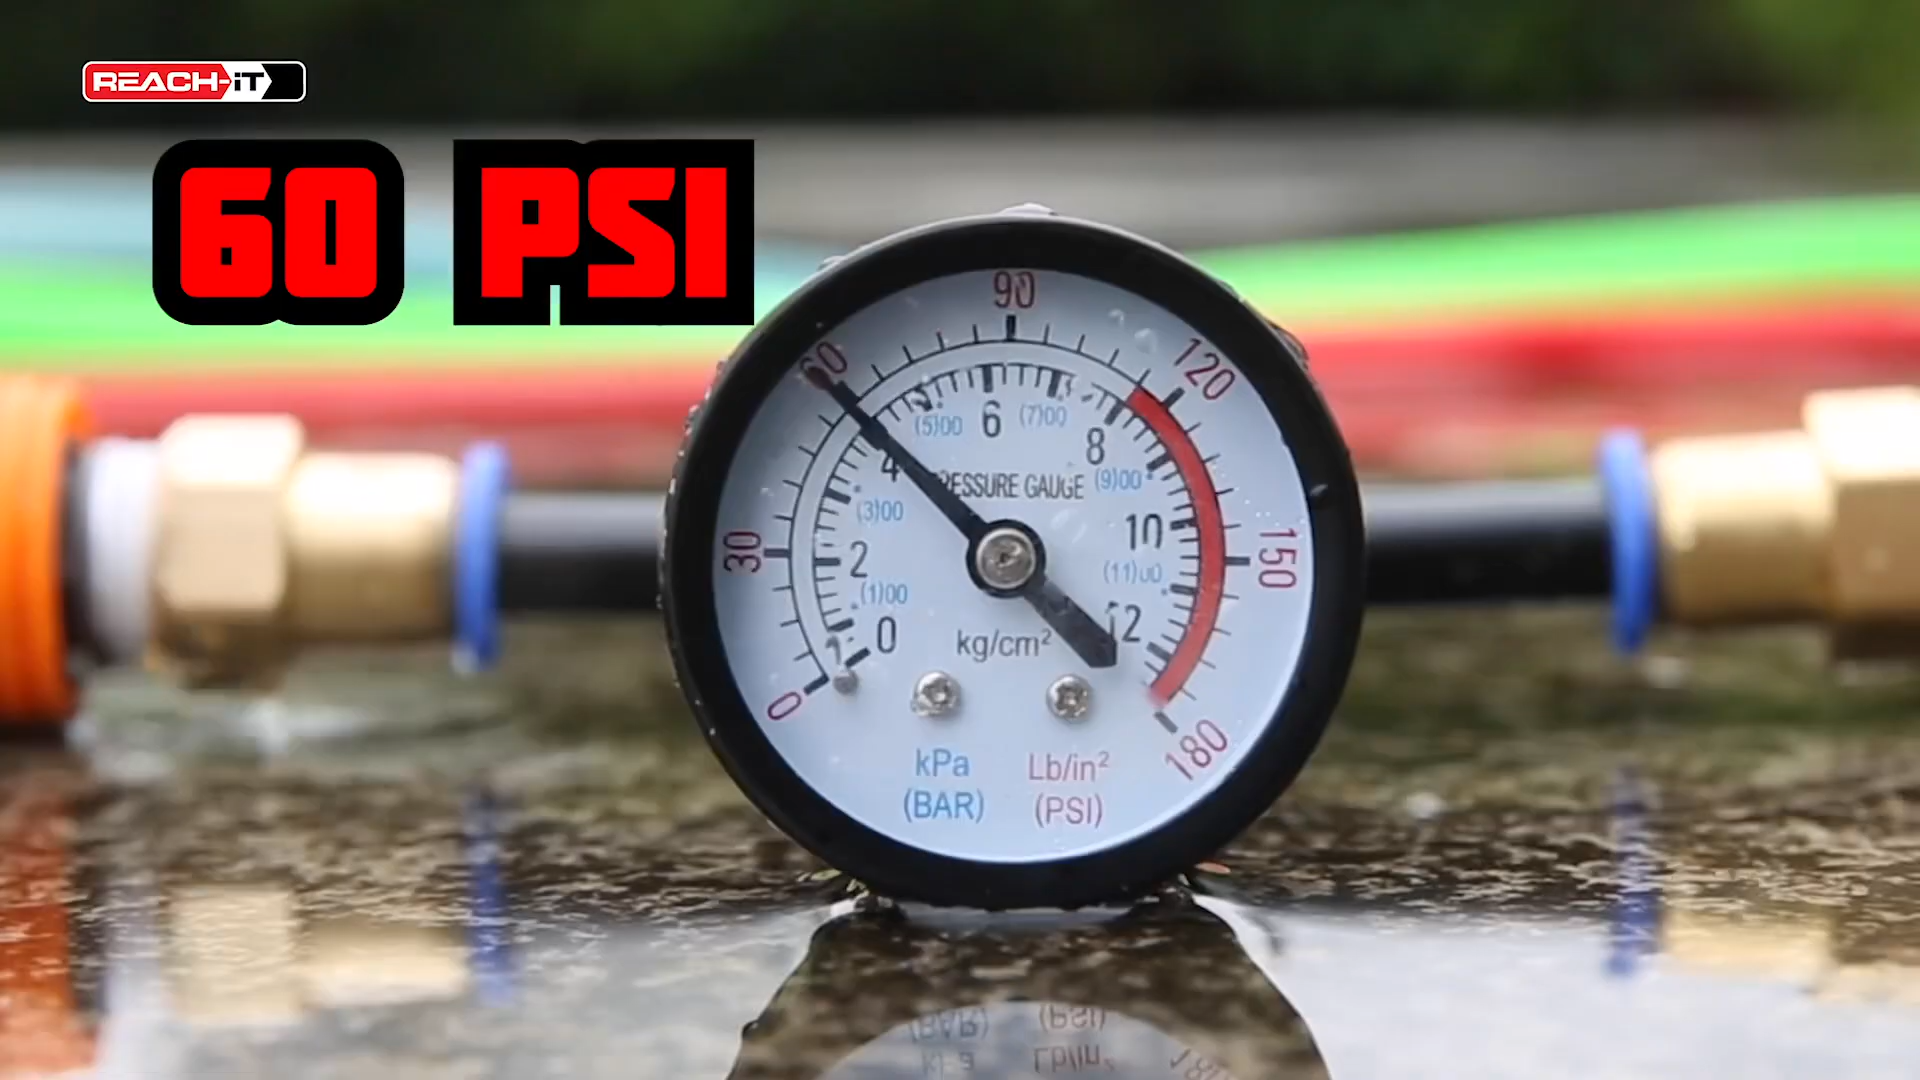 REACH-iT
60 PSI
90
60
120
(5)00
6
(7)00
8
4
PRESSURE GAUGE
(9)00
(3)00
10
30
2
150
(11)00
(1)00
0
kg/cm²
12
0
180
kPa
Lb/in²
(BAR)
(PSI)